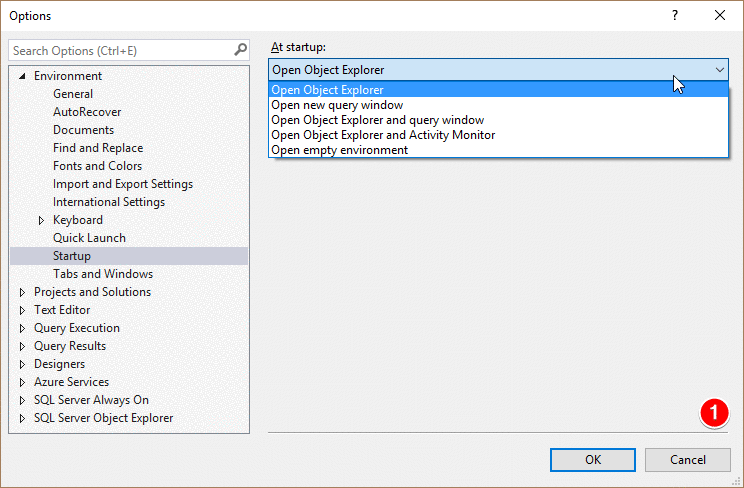 Options
Search Options (Ctrl+E)
Environment
General
AutoRecover
Documents
Find and Replace
Fonts and Colors
Import and Export Settings
International Settings
Keyboard
Quick Launch
Startup
Tabs and Windows
Projects and Solutions
Text Editor
Query Execution
Query Results
Designers
Azure Services
SQL Server Always On
SQL Server Object Explorer
At startup:
Open Object Explorer
Open Object Explorer
Open new query window
Open Object Explorer and query window
Open Object Explorer and Activity Monitor
Open empty environment
1
OK
Cancel